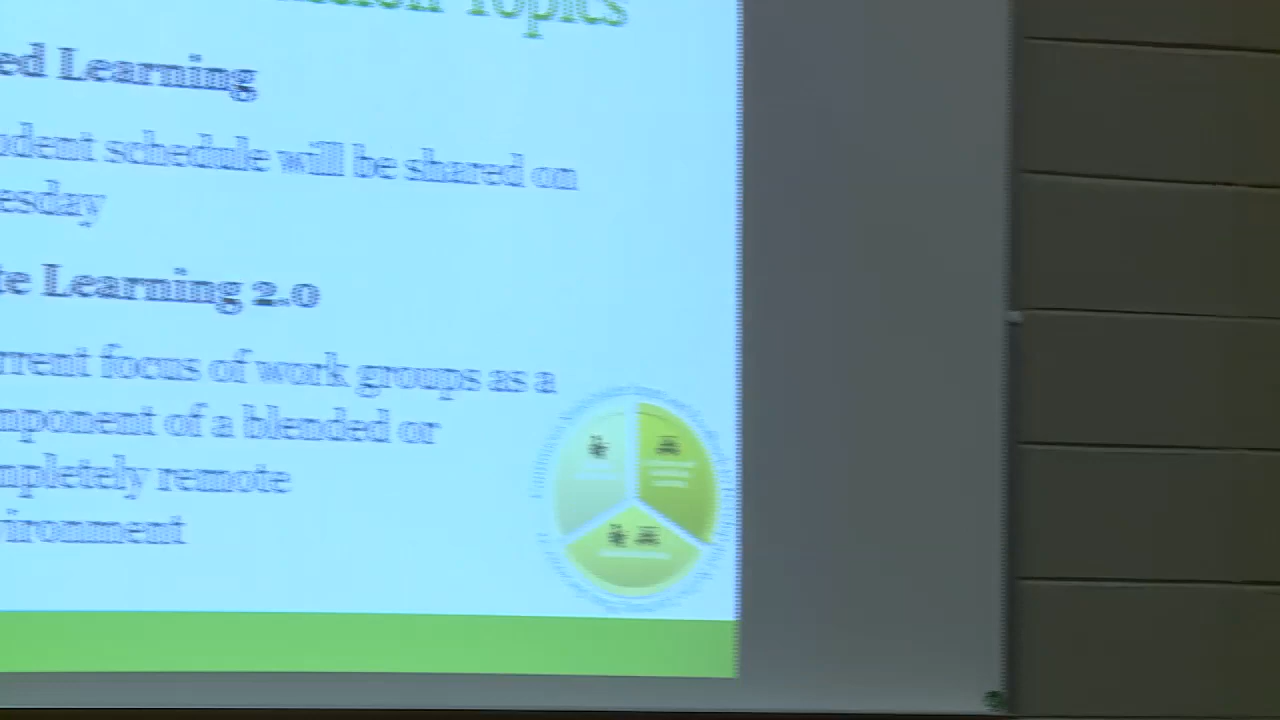 Topics
ed Learning
udent schedule will be shared on
esday
te Learning 2.0
rrent focus of work groups as a
mponent of a blended or
mpletely remote
vironment